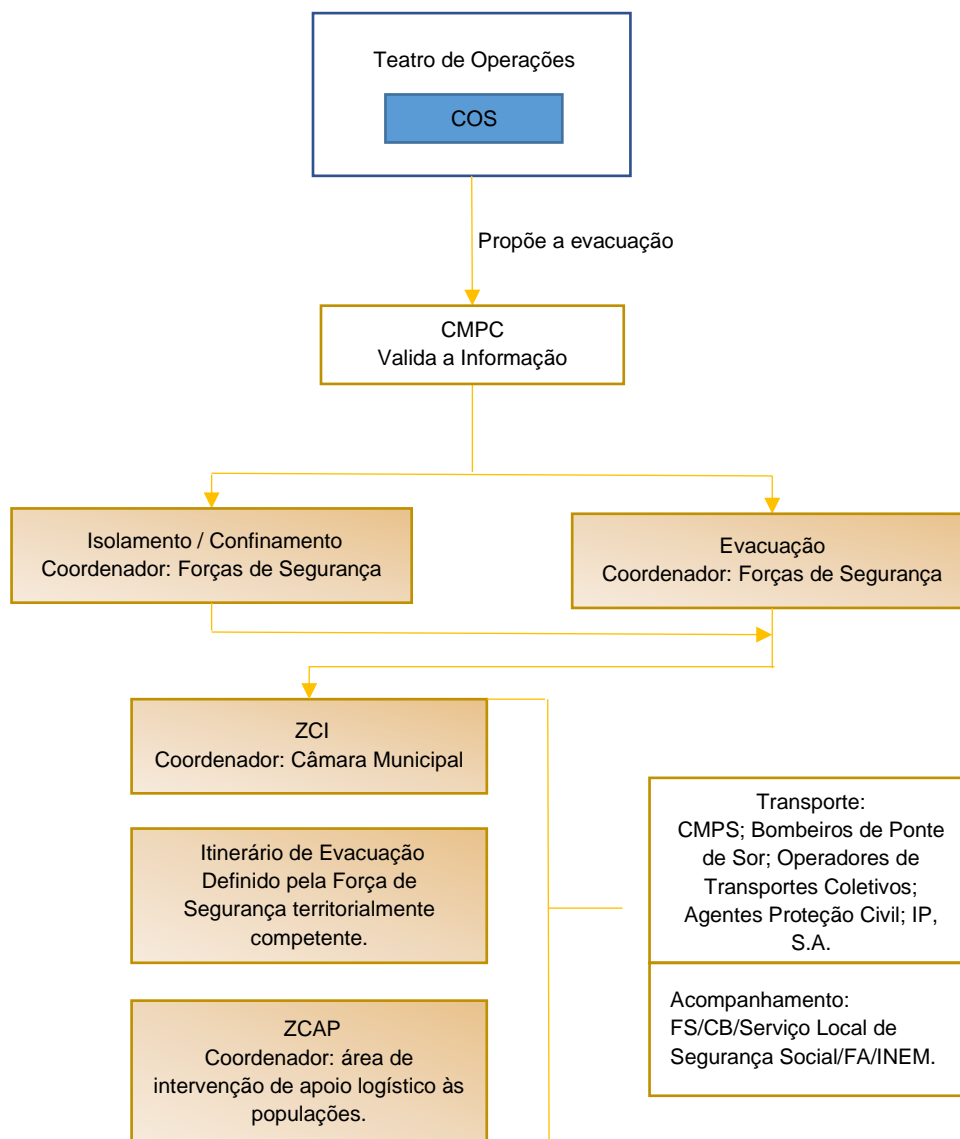 Teatro de Operações
COS
Propõe a evacuação
CMPC
Valida a Informação
Isolamento / Confinamento
Coordenador: Forças de Segurança
Evacuação
Coordenador: Forças de Segurança
ZCI
Coordenador: Câmara Municipal
Itinerário de Evacuação
Definido pela Força de
Segurança territorialmente
competente.
ZCAP
Coordenador: área de
intervenção de apoio logístico às
populações.
Transporte:
CMPS; Bombeiros de Ponte
de Sor; Operadores de
Transportes Coletivos;
Agentes Proteção Civil; IP,
S.A.
Acompanhamento:
FS/CB/Serviço Local de
Segurança Social/FA/INEM.